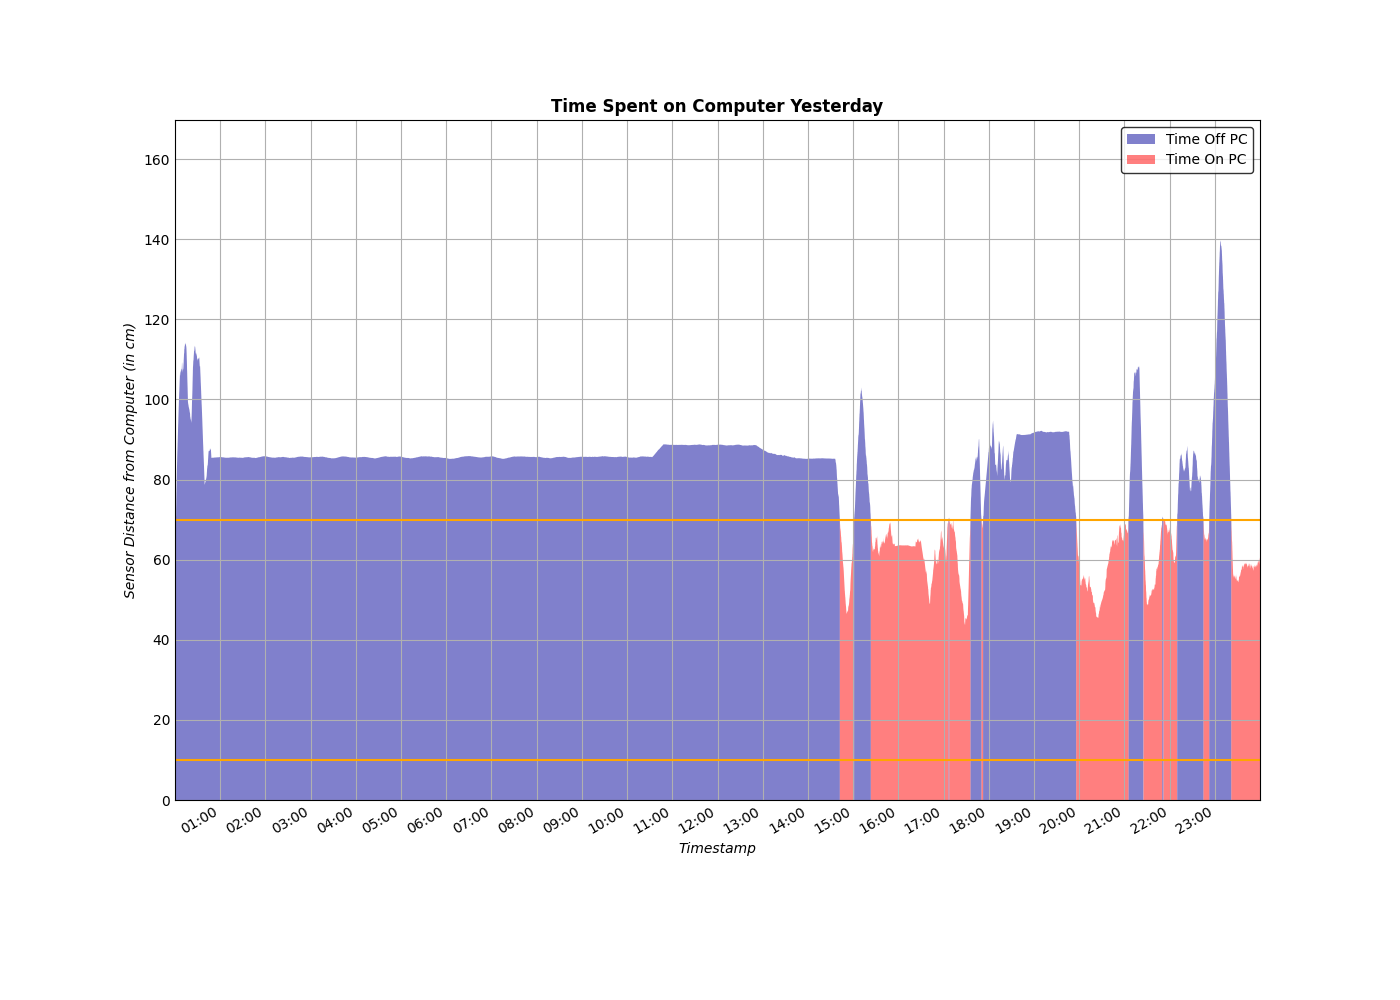 Time Spent on Computer Yesterday
Time Off PC
Time On PC
160
140
120
100
80
60
40
20
0
Sensor Distance from Computer (in cm)
01:00 02:00 03:00 04:00 05:00 06:00 07:00 08:00 09:00 10:00 11:00 12:00 13:00 14:00 15:00 16:00 17:00 18:00 19:00 20:00 21:00 22:00 23:00
Timestamp